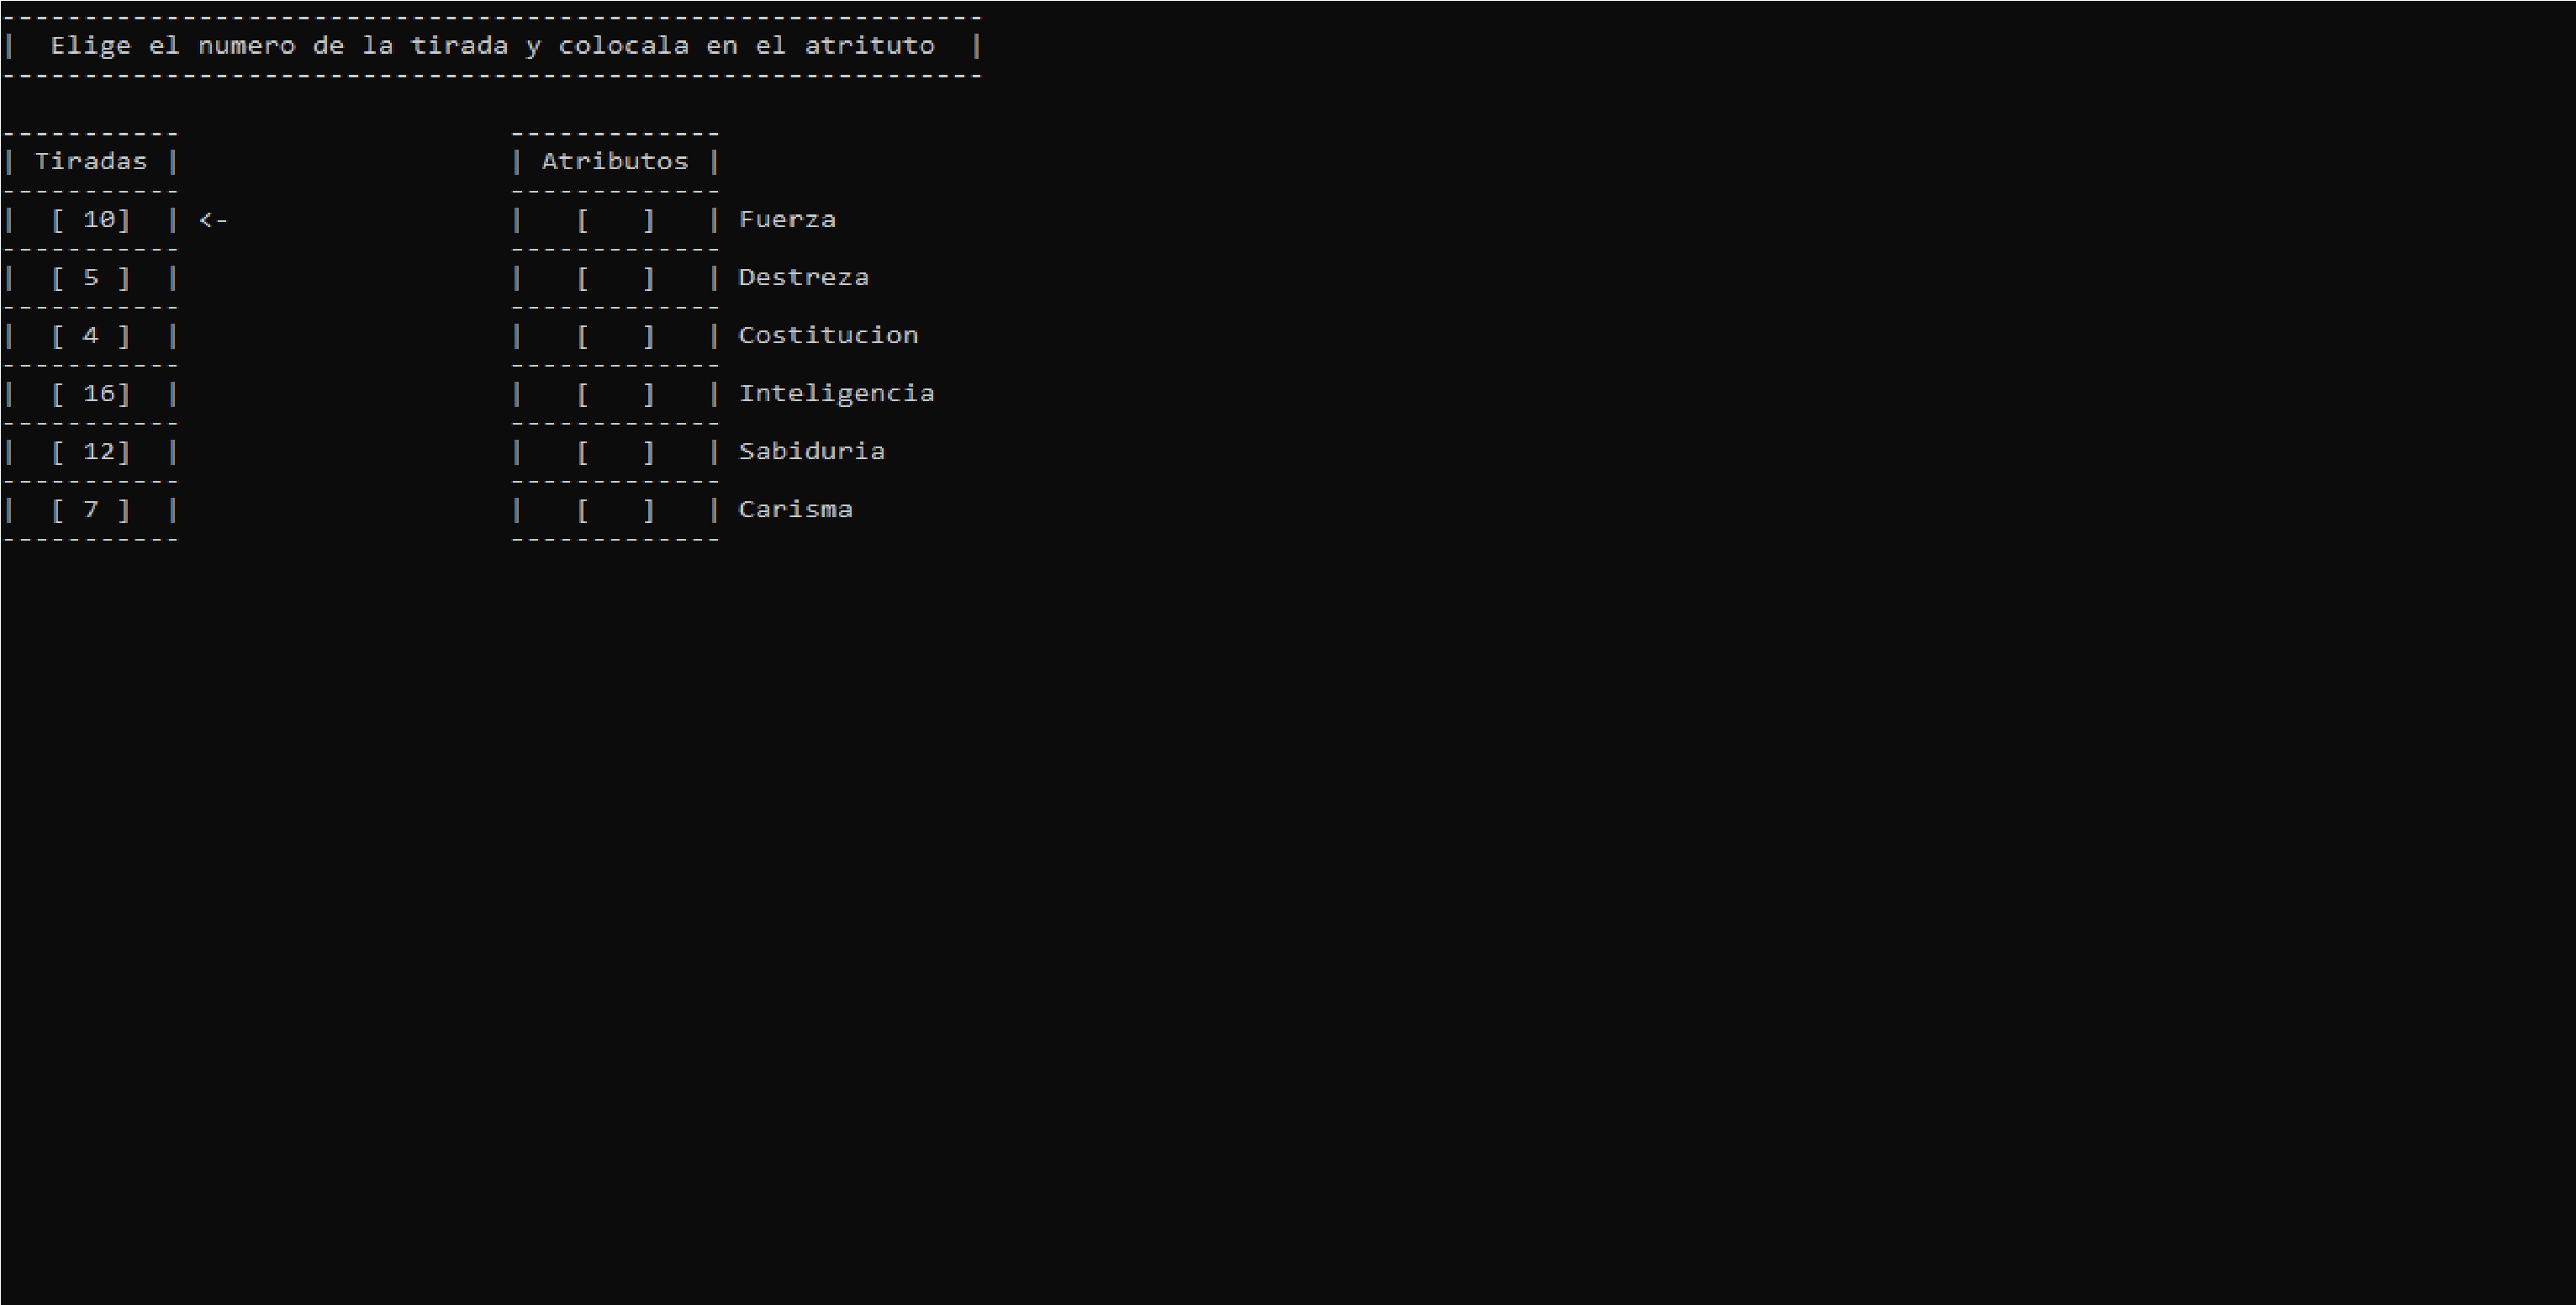 -----------------------------------------------------------
|  Elige el numero de la tirada y colocala en el atrituto  |
-----------------------------------------------------------
-----------                    -------------
| Tiradas |                    | Atributos |
-----------                    -------------
|  [ 10]  | <-                 |   [   ]   | Fuerza
-----------                    -------------
|  [ 5 ]  |                    |   [   ]   | Destreza
-----------                    -------------
|  [ 4 ]  |                    |   [   ]   | Costitucion
-----------                    -------------
|  [ 16]  |                    |   [   ]   | Inteligencia
-----------                    -------------
|  [ 12]  |                    |   [   ]   | Sabiduria
-----------                    -------------
|  [ 7 ]  |                    |   [   ]   | Carisma
-----------                    -------------